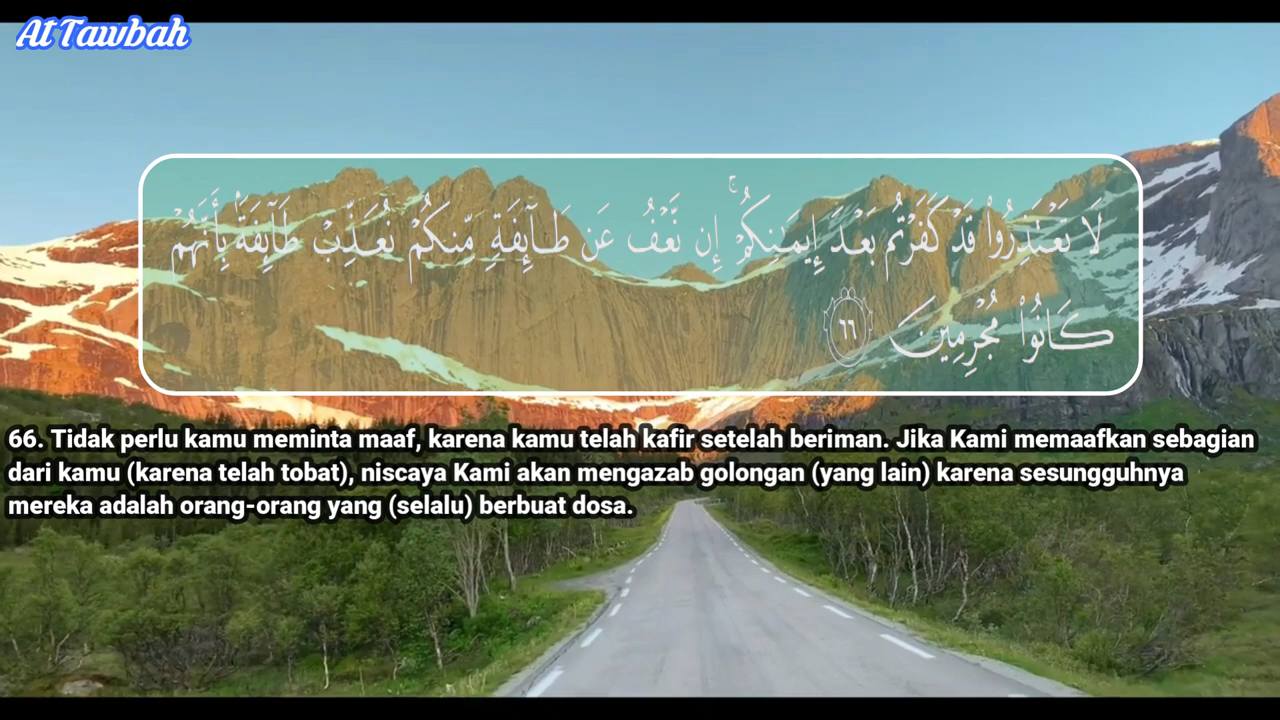 At Tawbah
لَا تَعْتَذِرُوا۟ قَدْ كَفَرْتُم بَعْدَ إِيمَـٰنِكُمْ ۚ إِن نَّعْفُ عَن طَآئِفَةٍ مِّنكُمْ نُعَذِّبْ طَآئِفَةًۢ بِأَنَّهُمْ
كَانُوا۟ مُجْرِمِينَ ٦٦
66. Tidak perlu kamu meminta maaf, karena kamu telah kafir setelah beriman. Jika Kami memaafkan sebagian
dari kamu (karena telah tobat), niscaya Kami akan mengazab golongan (yang lain) karena sesungguhnya
mereka adalah orang-orang yang (selalu) berbuat dosa.